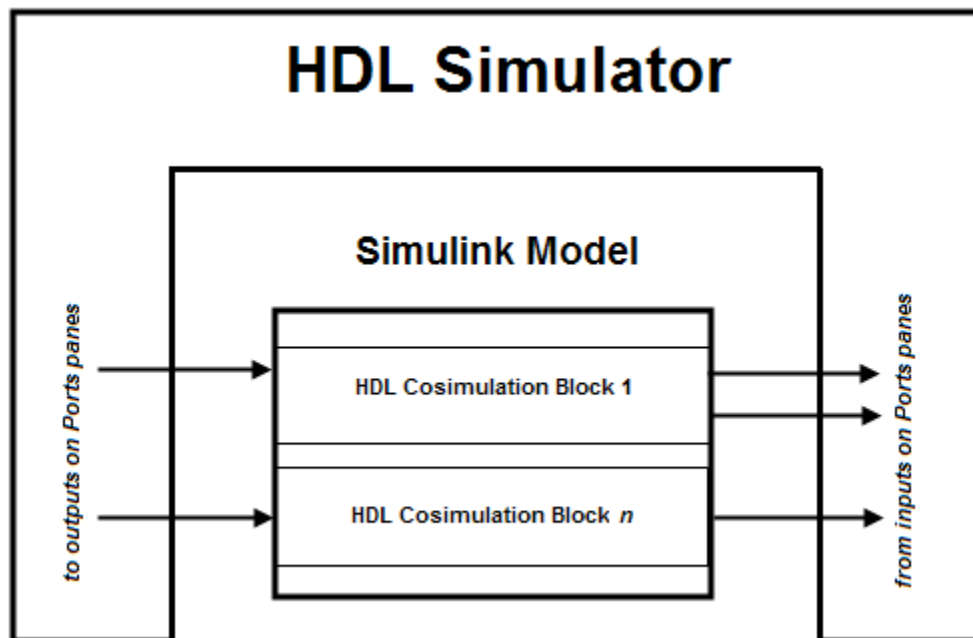 HDL Simulator
Simulink Model
to outputs on Ports panes
HDL Cosimulation Block 1
HDL Cosimulation Block n
from inputs on Ports panes